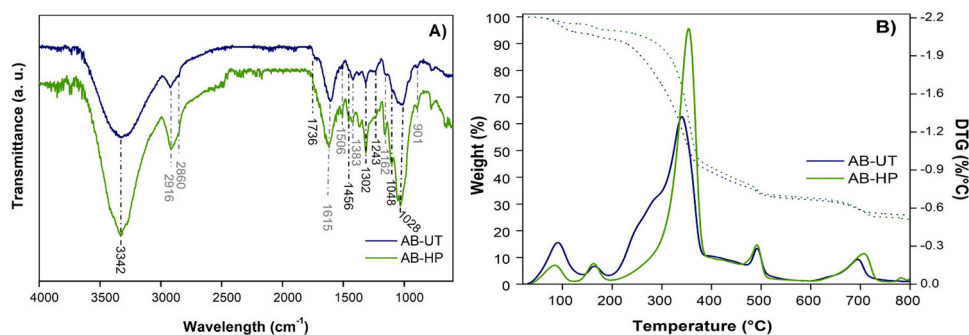 A)
Transmittance (a. u.)
3342
2916
2860
1736
1615
1506
1456
1383
1302
1243
1162
1048
1028
901
AB-UT
AB-HP
4000 3500 3000 2500 2000 1500 1000
Wavelength (cm⁻¹)
B)
Weight (%)
100
90
80
70
60
50
40
30
20
10
0
AB-UT
AB-HP
-2.2
-1.9
-1.6
-1.2
-0.9
-0.6
-0.3
0.0
DTG (%/°C)
100 200 300 400 500 600 700 800
Temperature (°C)